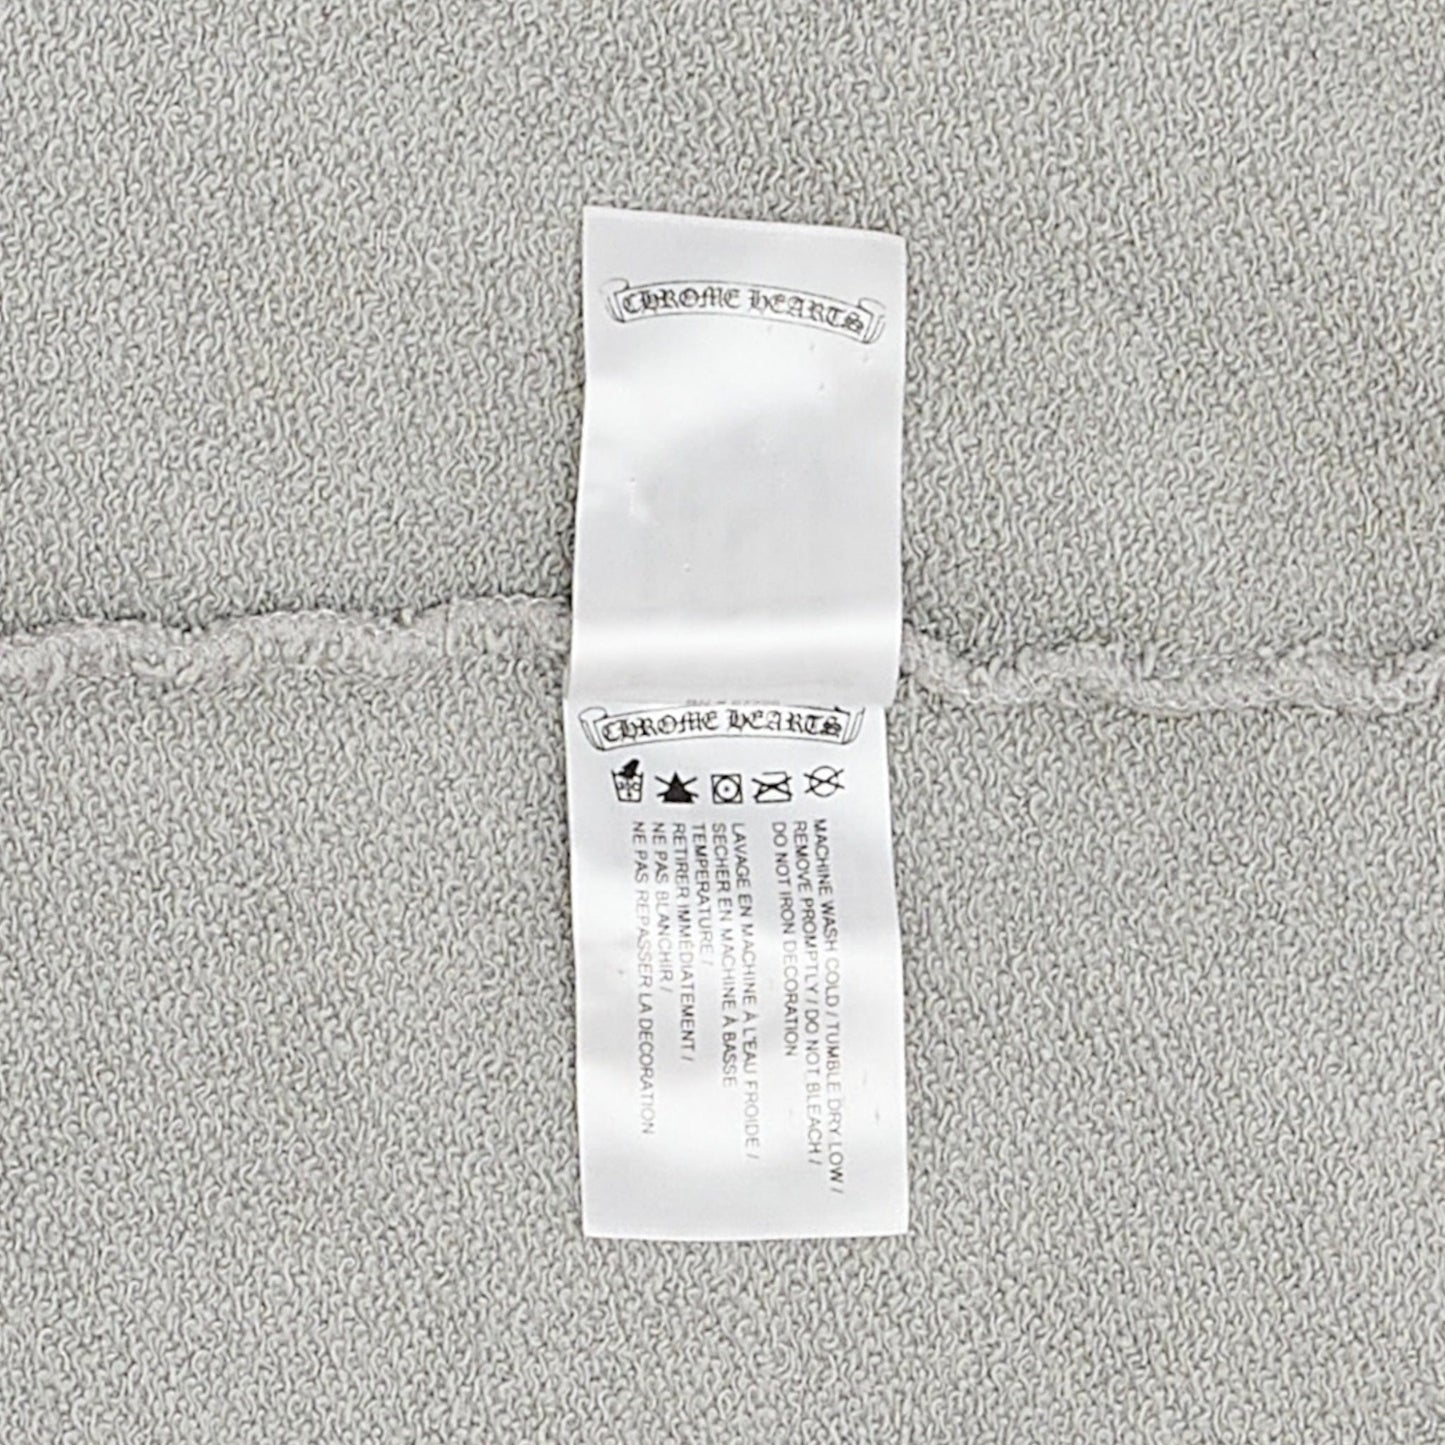 CHROME HEARTS
CHROME HEARTS
MACHINE WASH COLD / TUMBLE DRY LOW /
REMOVE PROMPTLY / DO NOT BLEACH /
DO NOT IRON DECORATION
LAVAGE EN MACHINE À L'EAU FROIDE /
SECHER EN MACHINE À BASSE
TEMPERATURE /
RETIRER IMMÉDIATEMENT /
NE PAS BLANCHIR /
NE PAS REPASSER LA DECORATION